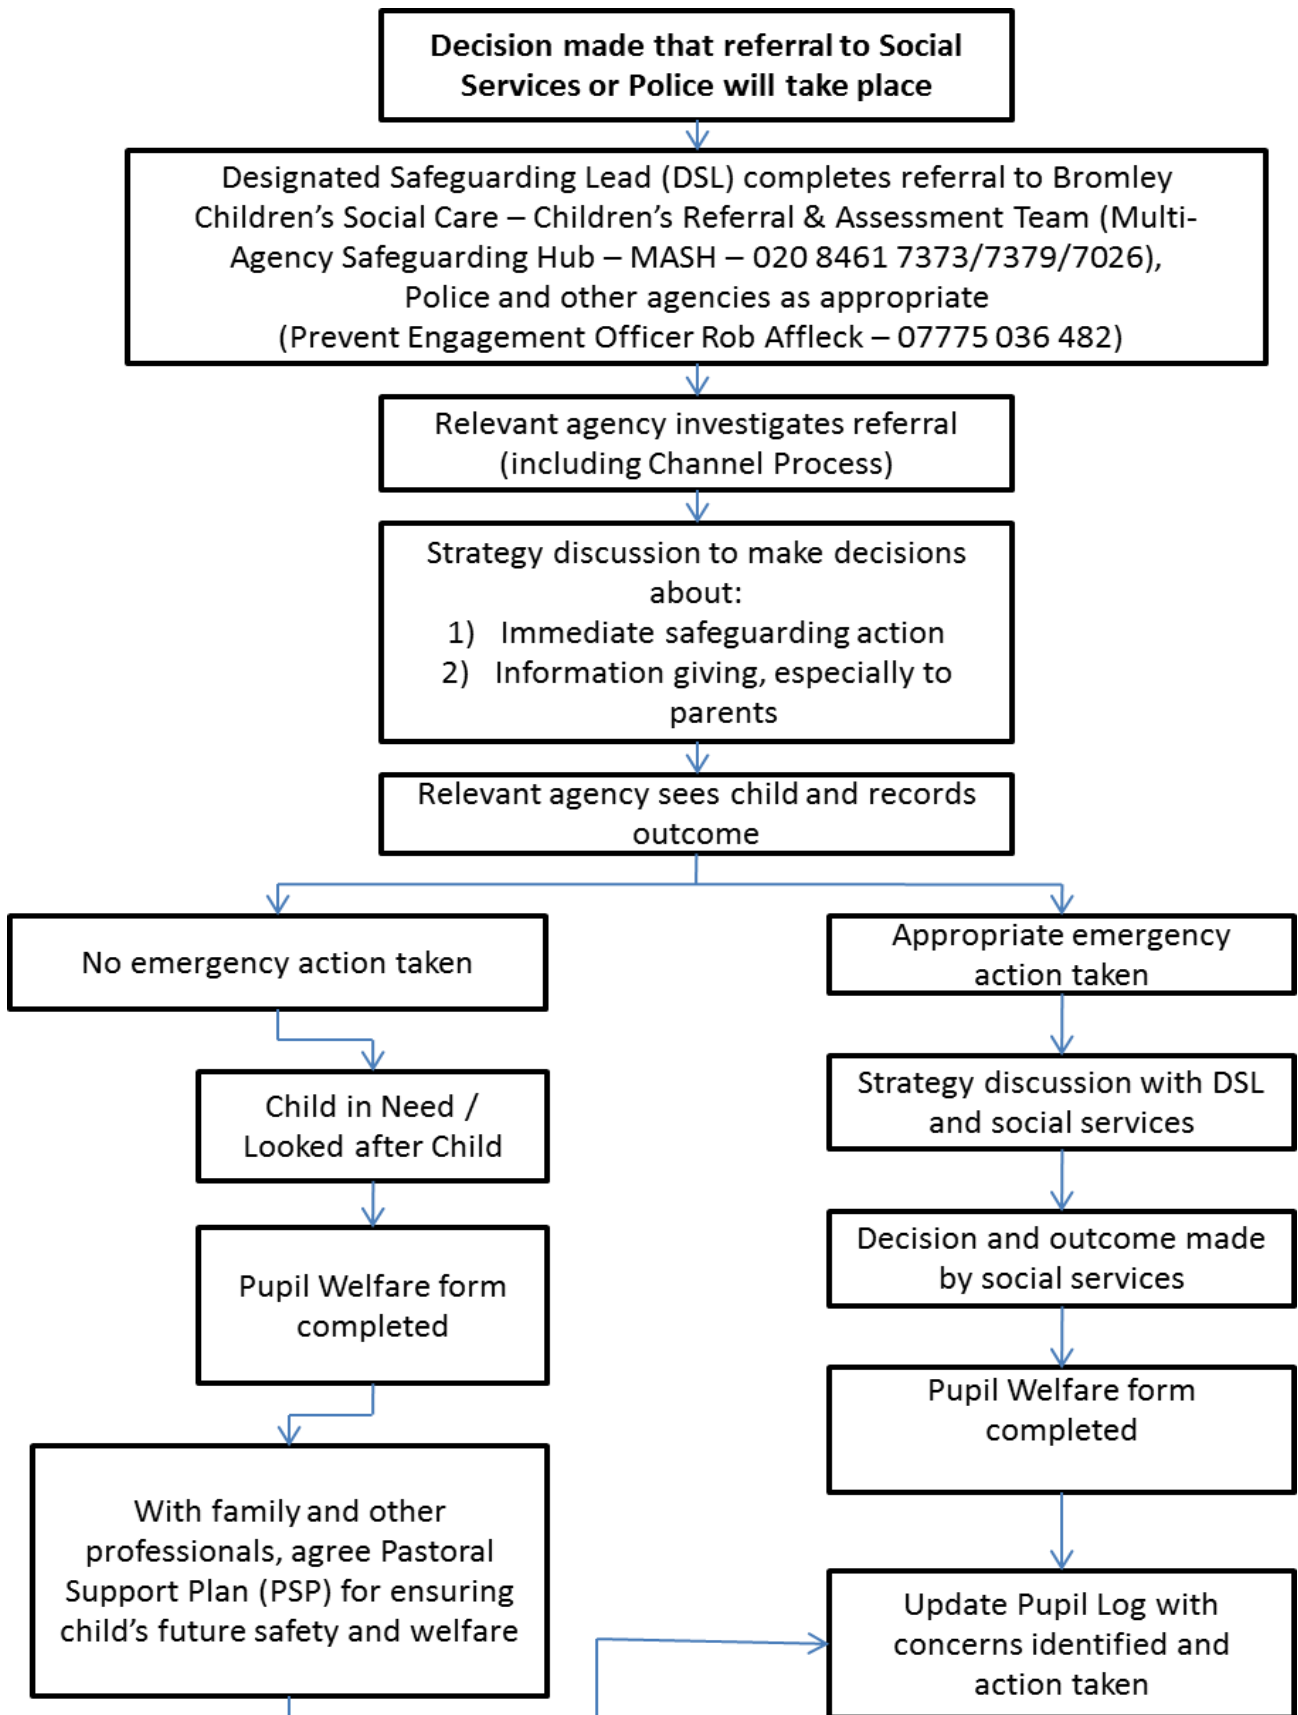 Decision made that referral to Social
Services or Police will take place
Designated Safeguarding Lead (DSL) completes referral to Bromley
Children’s Social Care – Children’s Referral & Assessment Team (Multi-
Agency Safeguarding Hub – MASH – 020 8461 7373/7379/7026),
Police and other agencies as appropriate
(Prevent Engagement Officer Rob Affleck – 07775 036 482)
Relevant agency investigates referral
(including Channel Process)
Strategy discussion to make decisions
about:
1) Immediate safeguarding action
2) Information giving, especially to
parents
Relevant agency sees child and records
outcome
No emergency action taken
Child in Need /
Looked after Child
Pupil Welfare form
completed
With family and other
professionals, agree Pastoral
Support Plan (PSP) for ensuring
child’s future safety and welfare
Appropriate emergency
action taken
Strategy discussion with DSL
and social services
Decision and outcome made
by social services
Pupil Welfare form
completed
Update Pupil Log with
concerns identified and
action taken